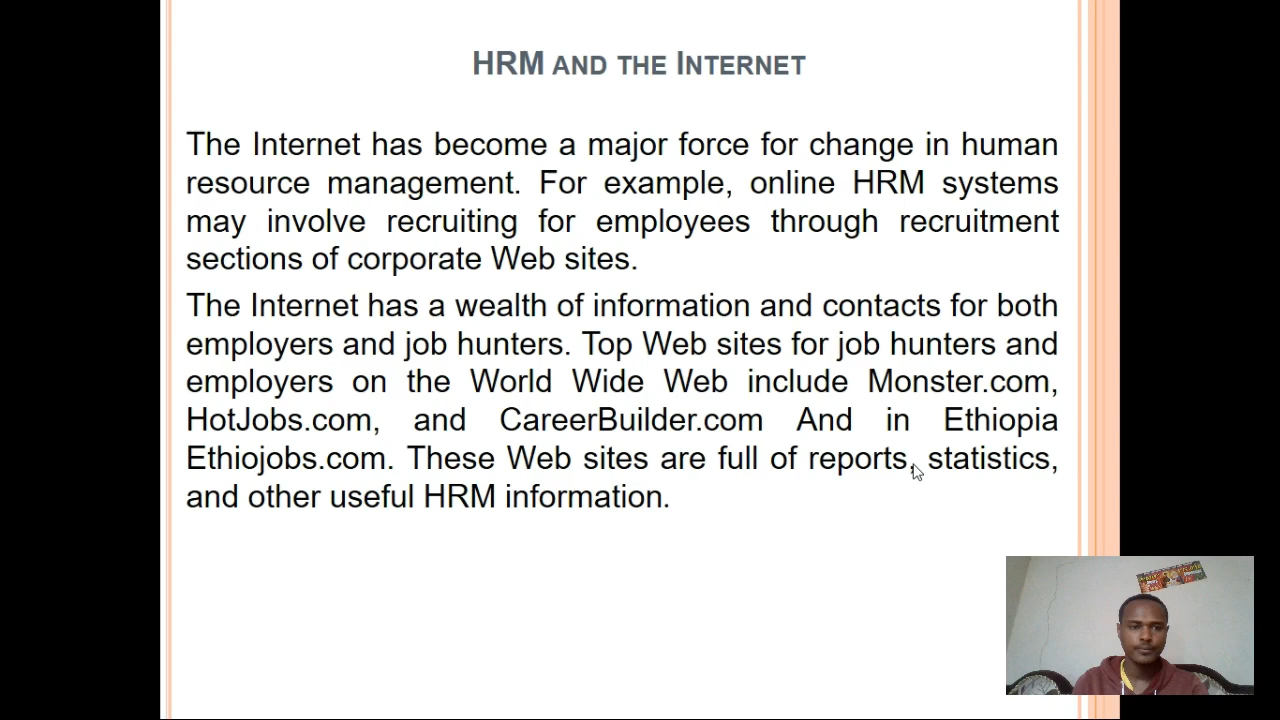 HRM AND THE INTERNET
The Internet has become a major force for change in human
resource management. For example, online HRM systems
may involve recruiting for employees through recruitment
sections of corporate Web sites.
The Internet has a wealth of information and contacts for both
employers and job hunters. Top Web sites for job hunters and
employers on the World Wide Web include Monster.com,
HotJobs.com, and CareerBuilder.com And in Ethiopia
Ethiojobs.com. These Web sites are full of reports, statistics,
and other useful HRM information.